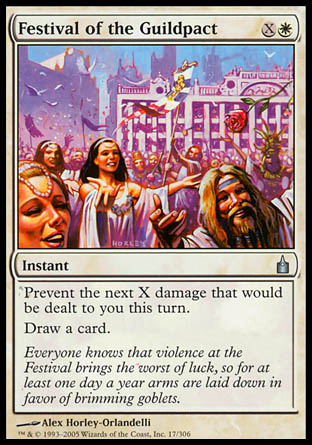 Festival of the Guildpact X
HORLEY
Instant
Prevent the next X damage that would
be dealt to you this turn.
Draw a card.
Everyone knows that violence at the
Festival brings the worst of luck, so for at
least one day a year arms are laid down in
favor of brimming goblets.
Alex Horley-Orlandelli
™ & © 1993–2005 Wizards of the Coast, Inc. 17/306